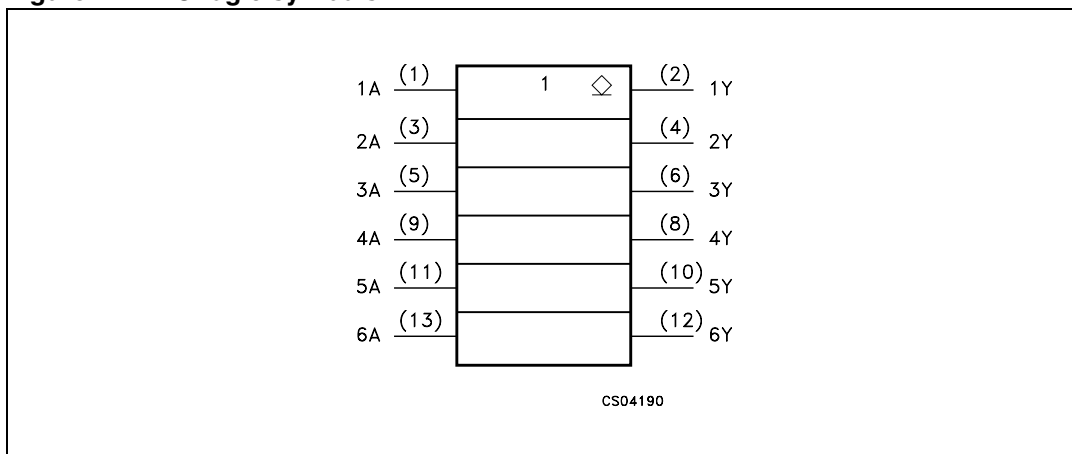 1A (1) 1 (2) 1Y
2A (3) (4) 2Y
3A (5) (6) 3Y
4A (9) (8) 4Y
5A (11) (10) 5Y
6A (13) (12) 6Y
CS04190